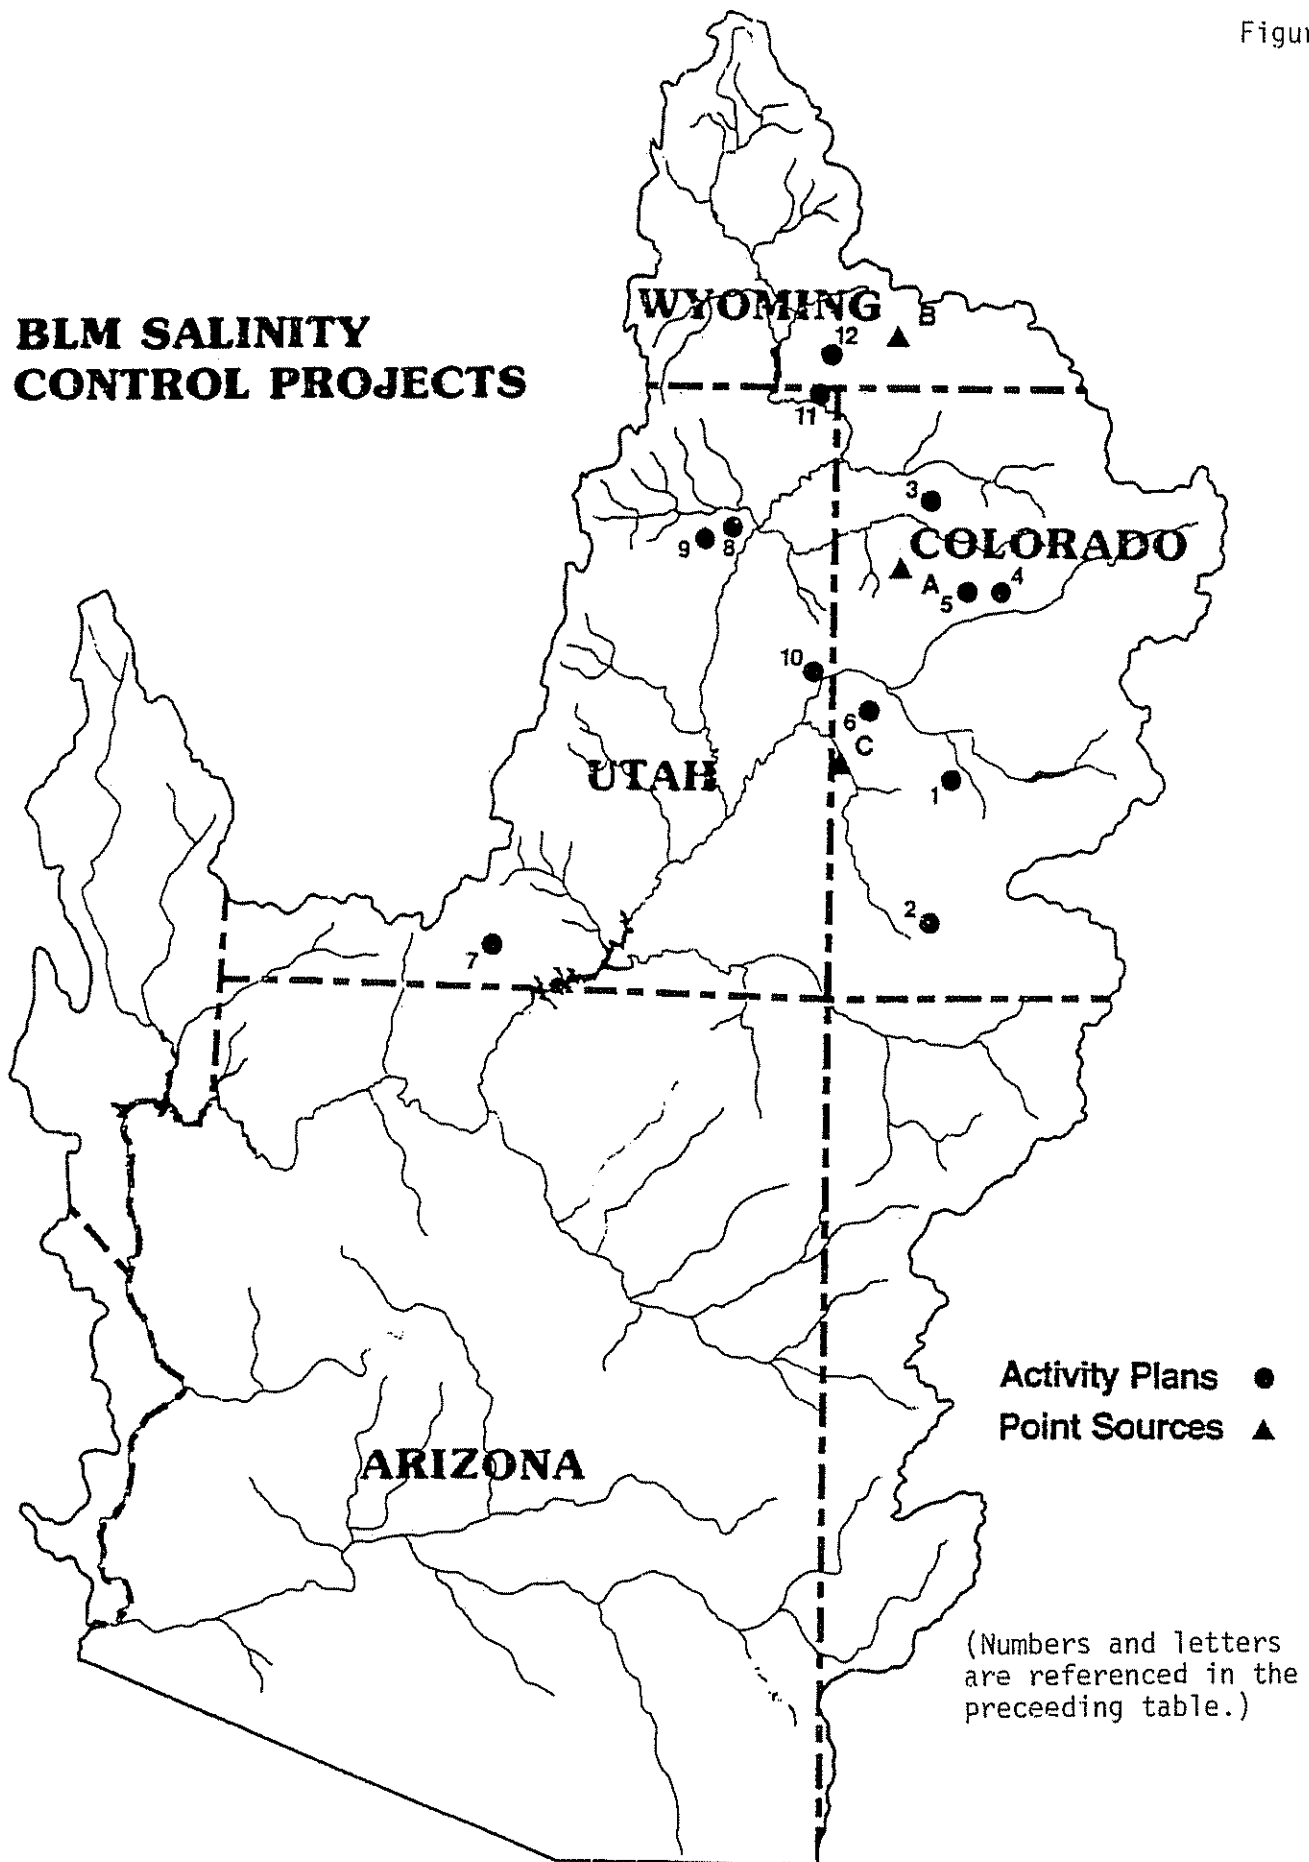 Figur
BLM SALINITY
CONTROL PROJECTS
WYOMING
B
12
11
3
COLORADO
9
8
A
5
4
10
6
C
UTAH
1
2
7
Activity Plans
Point Sources
ARIZONA
(Numbers and letters
are referenced in the
preceeding table.)